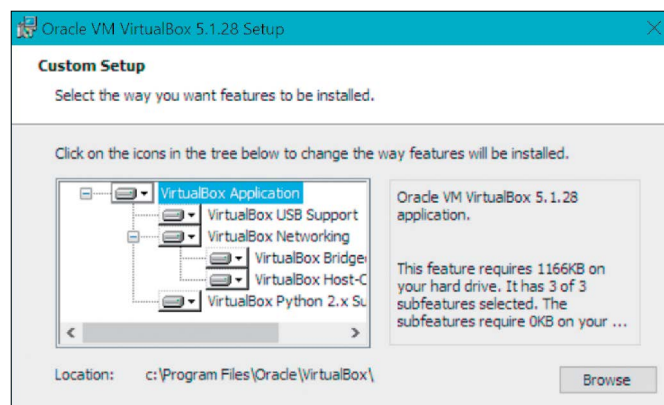 Oracle VM VirtualBox 5.1.28 Setup
Custom Setup
Select the way you want features to be installed.
Click on the icons in the tree below to change the way features will be installed.
VirtualBox Application
VirtualBox USB Support
VirtualBox Networking
VirtualBox Bridge
VirtualBox Host-C
VirtualBox Python 2.x Su
Oracle VM VirtualBox 5.1.28
application.
This feature requires 1166KB on
your hard drive. It has 3 of 3
subfeatures selected. The
subfeatures require 0KB on your ...
Location: c:\Program Files\Oracle\VirtualBox\
Browse